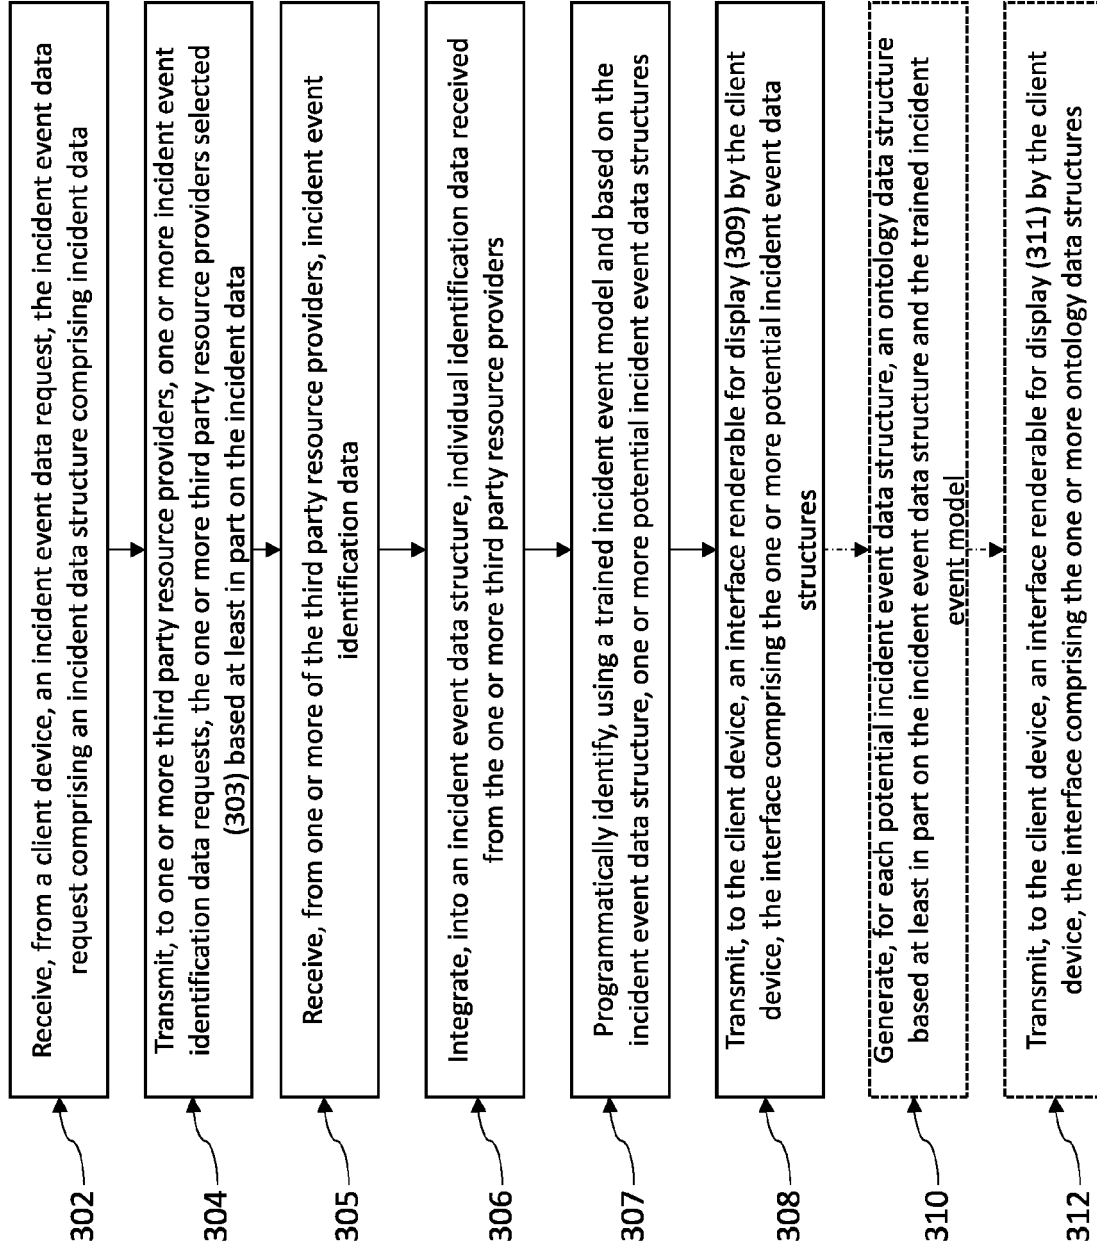 302
Receive, from a client device, an incident event data request, the incident event data
request comprising an incident data structure comprising incident data
304
Transmit, to one or more third party resource providers, one or more incident event
identification data requests, the one or more third party resource providers selected
(303) based at least in part on the incident data
305
Receive, from one or more of the third party resource providers, incident event
identification data
306
Integrate, into an incident event data structure, individual identification data received
from the one or more third party resource providers
307
Programmatically identify, using a trained incident event model and based on the
incident event data structure, one or more potential incident event data structures
308
Transmit, to the client device, an interface renderable for display (309) by the client
device, the interface comprising the one or more potential incident event data
structures
310
Generate, for each potential incident event data structure, an ontology data structure
based at least in part on the incident event data structure and the trained incident
event model
312
Transmit, to the client device, an interface renderable for display (311) by the client
device, the interface comprising the one or more ontology data structures